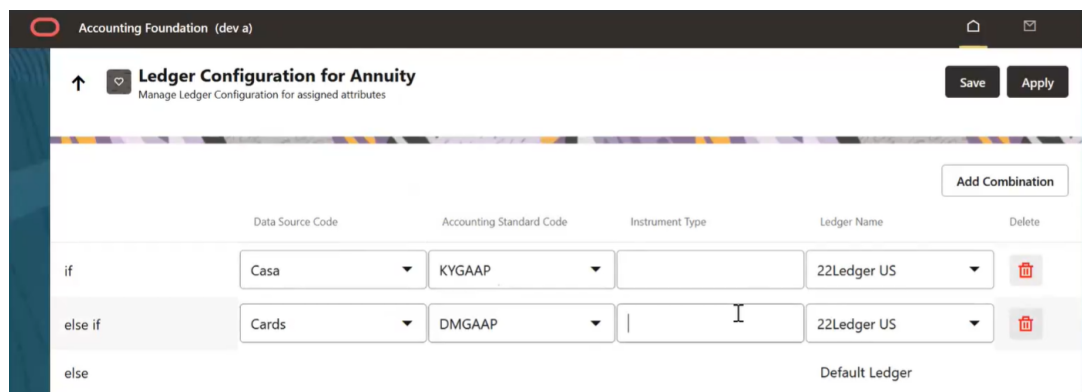 Accounting Foundation (dev a)
Ledger Configuration for Annuity
Manage Ledger Configuration for assigned attributes
Save Apply
Add Combination
Data Source Code Accounting Standard Code Instrument Type Ledger Name Delete
if Casa KYGAAP 22Ledger US
else if Cards DMGAAP 22Ledger US
else Default Ledger